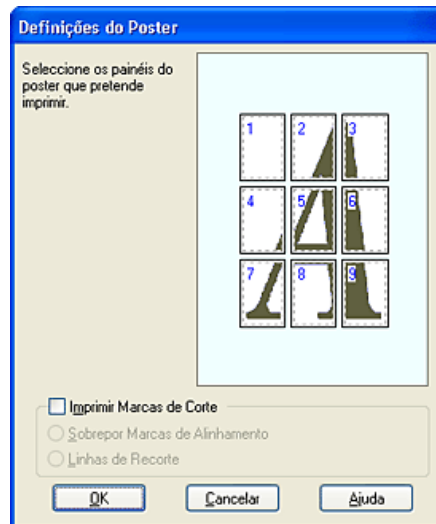 Definições do Poster
Seleccione os painéis do
poster que pretende
imprimir.
1 2 3
4 5 6
7 8 9
Imprimir Marcas de Corte
Sobrepor Marcas de Alinhamento
Linhas de Recorte
OK Cancelar Ajuda